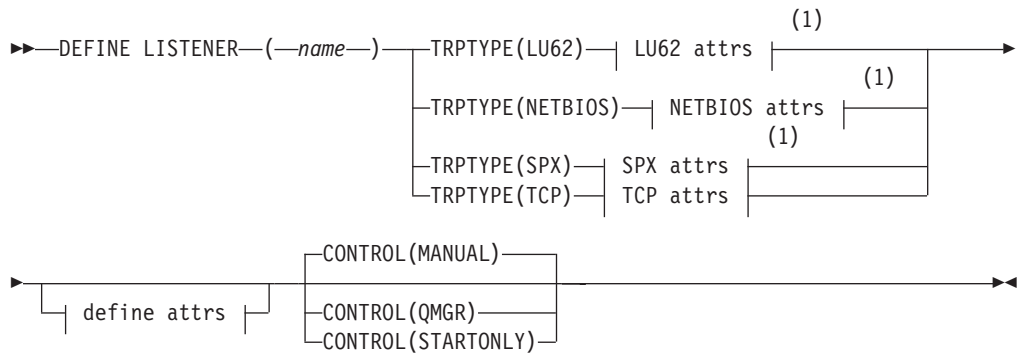 (1)
DEFINE LISTENER ( name ) TRPTYPE(LU62) LU62 attrs
(1)
TRPTYPE(NETBIOS) NETBIOS attrs
(1)
TRPTYPE(SPX) SPX attrs
TRPTYPE(TCP) TCP attrs
CONTROL(MANUAL)
define attrs
CONTROL(QMGR)
CONTROL(STARTONLY)